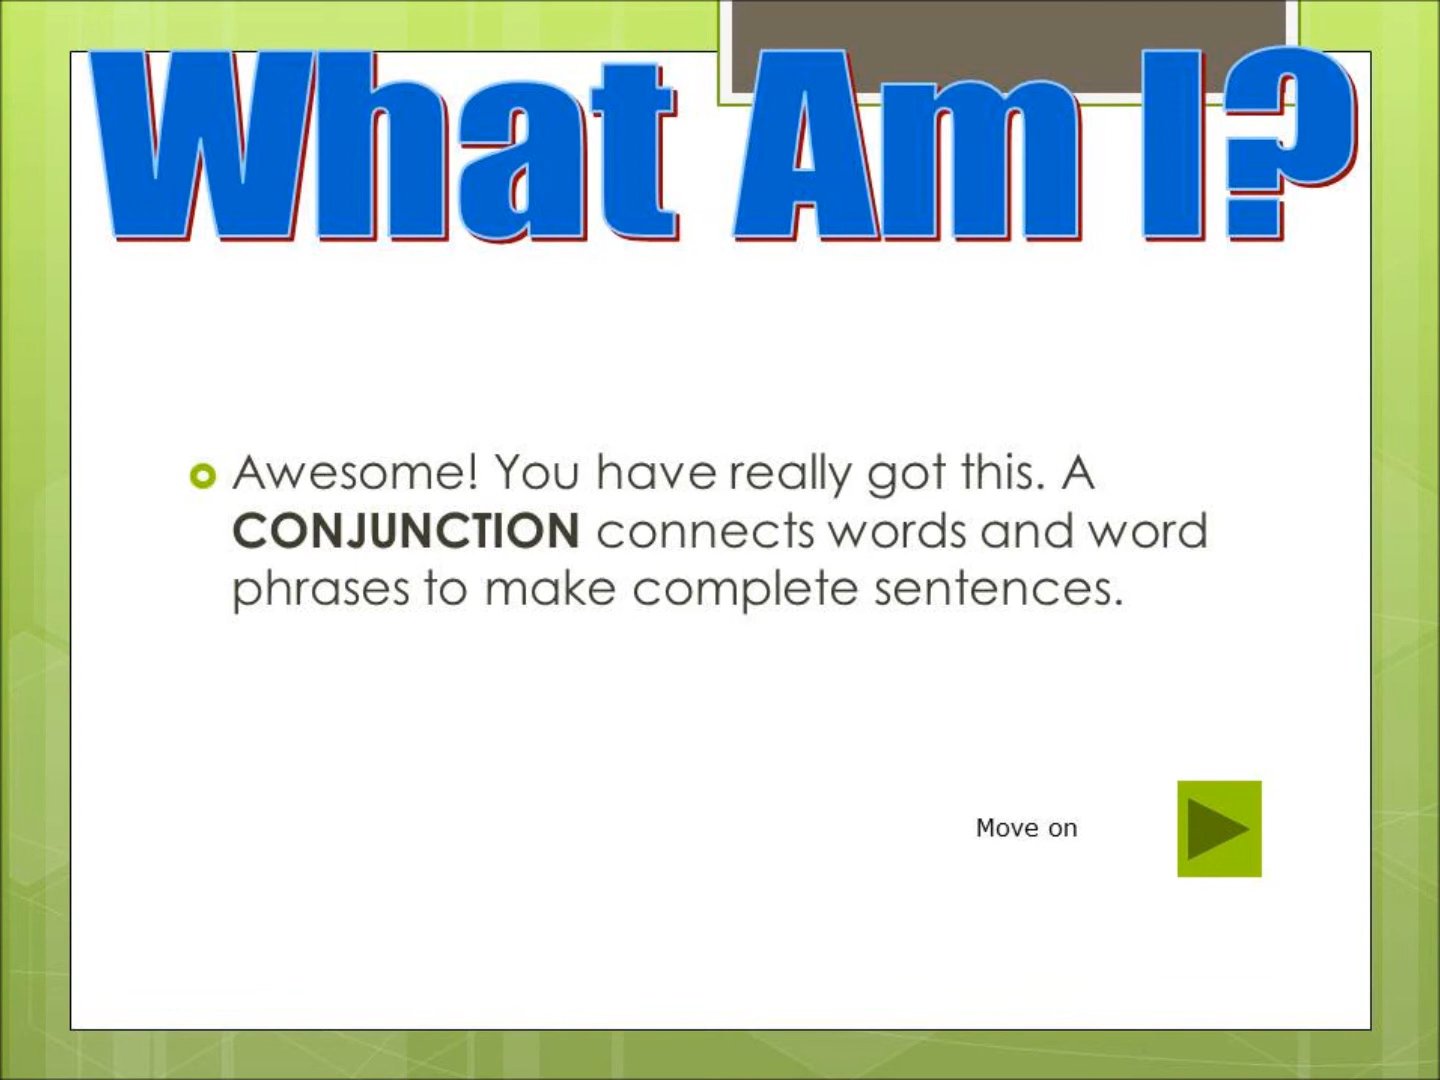 What Am I?
Awesome! You have really got this. A
CONJUNCTION connects words and word
phrases to make complete sentences.
Move on